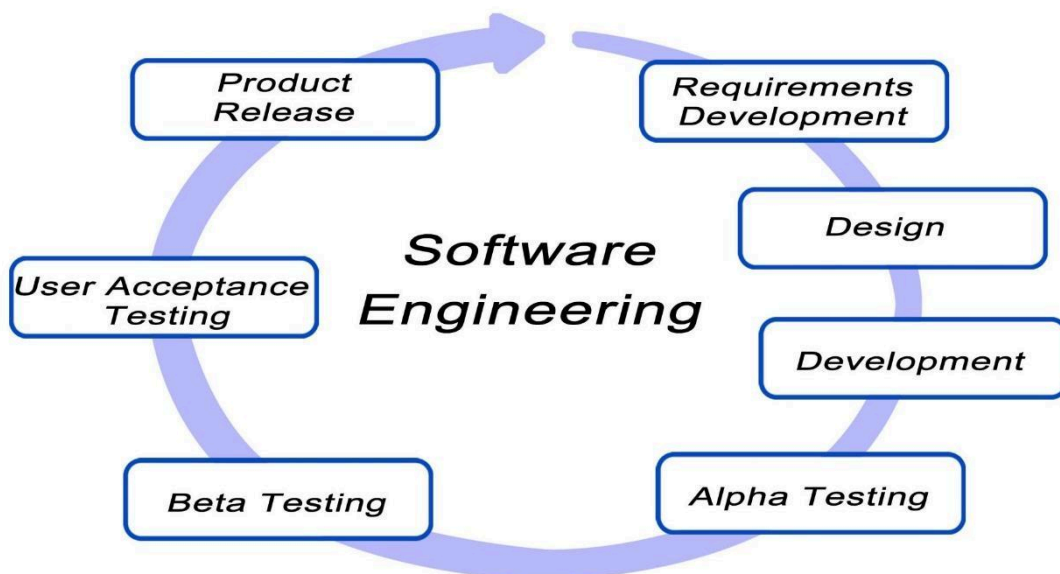 Product
Release
Requirements
Development
Design
Software
Engineering
User Acceptance
Testing
Development
Beta Testing
Alpha Testing